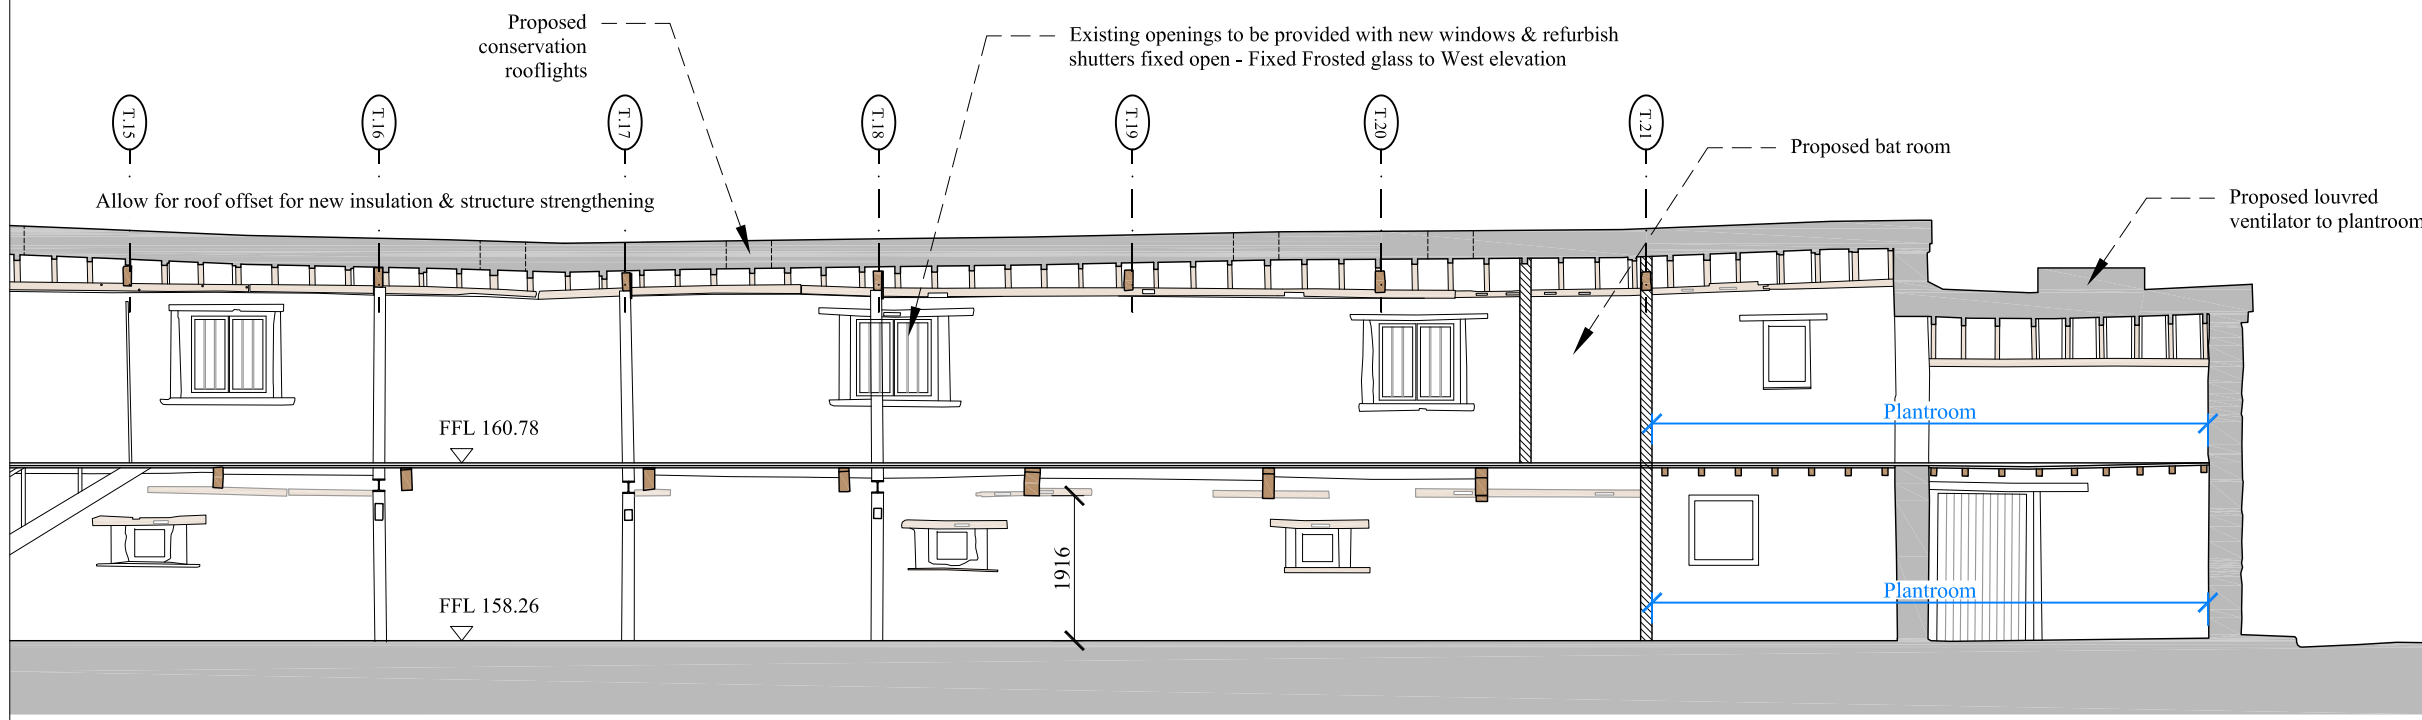 Proposed
conservation
rooflights
Existing openings to be provided with new windows & refurbish
shutters fixed open - Fixed Frosted glass to West elevation
T.15
T.16
T.17
T.18
T.19
T.20
T.21
Proposed bat room
Allow for roof offset for new insulation & structure strengthening
Proposed louvred
ventilator to plantroom
Plantroom
FFL 160.78
1916
Plantroom
FFL 158.26